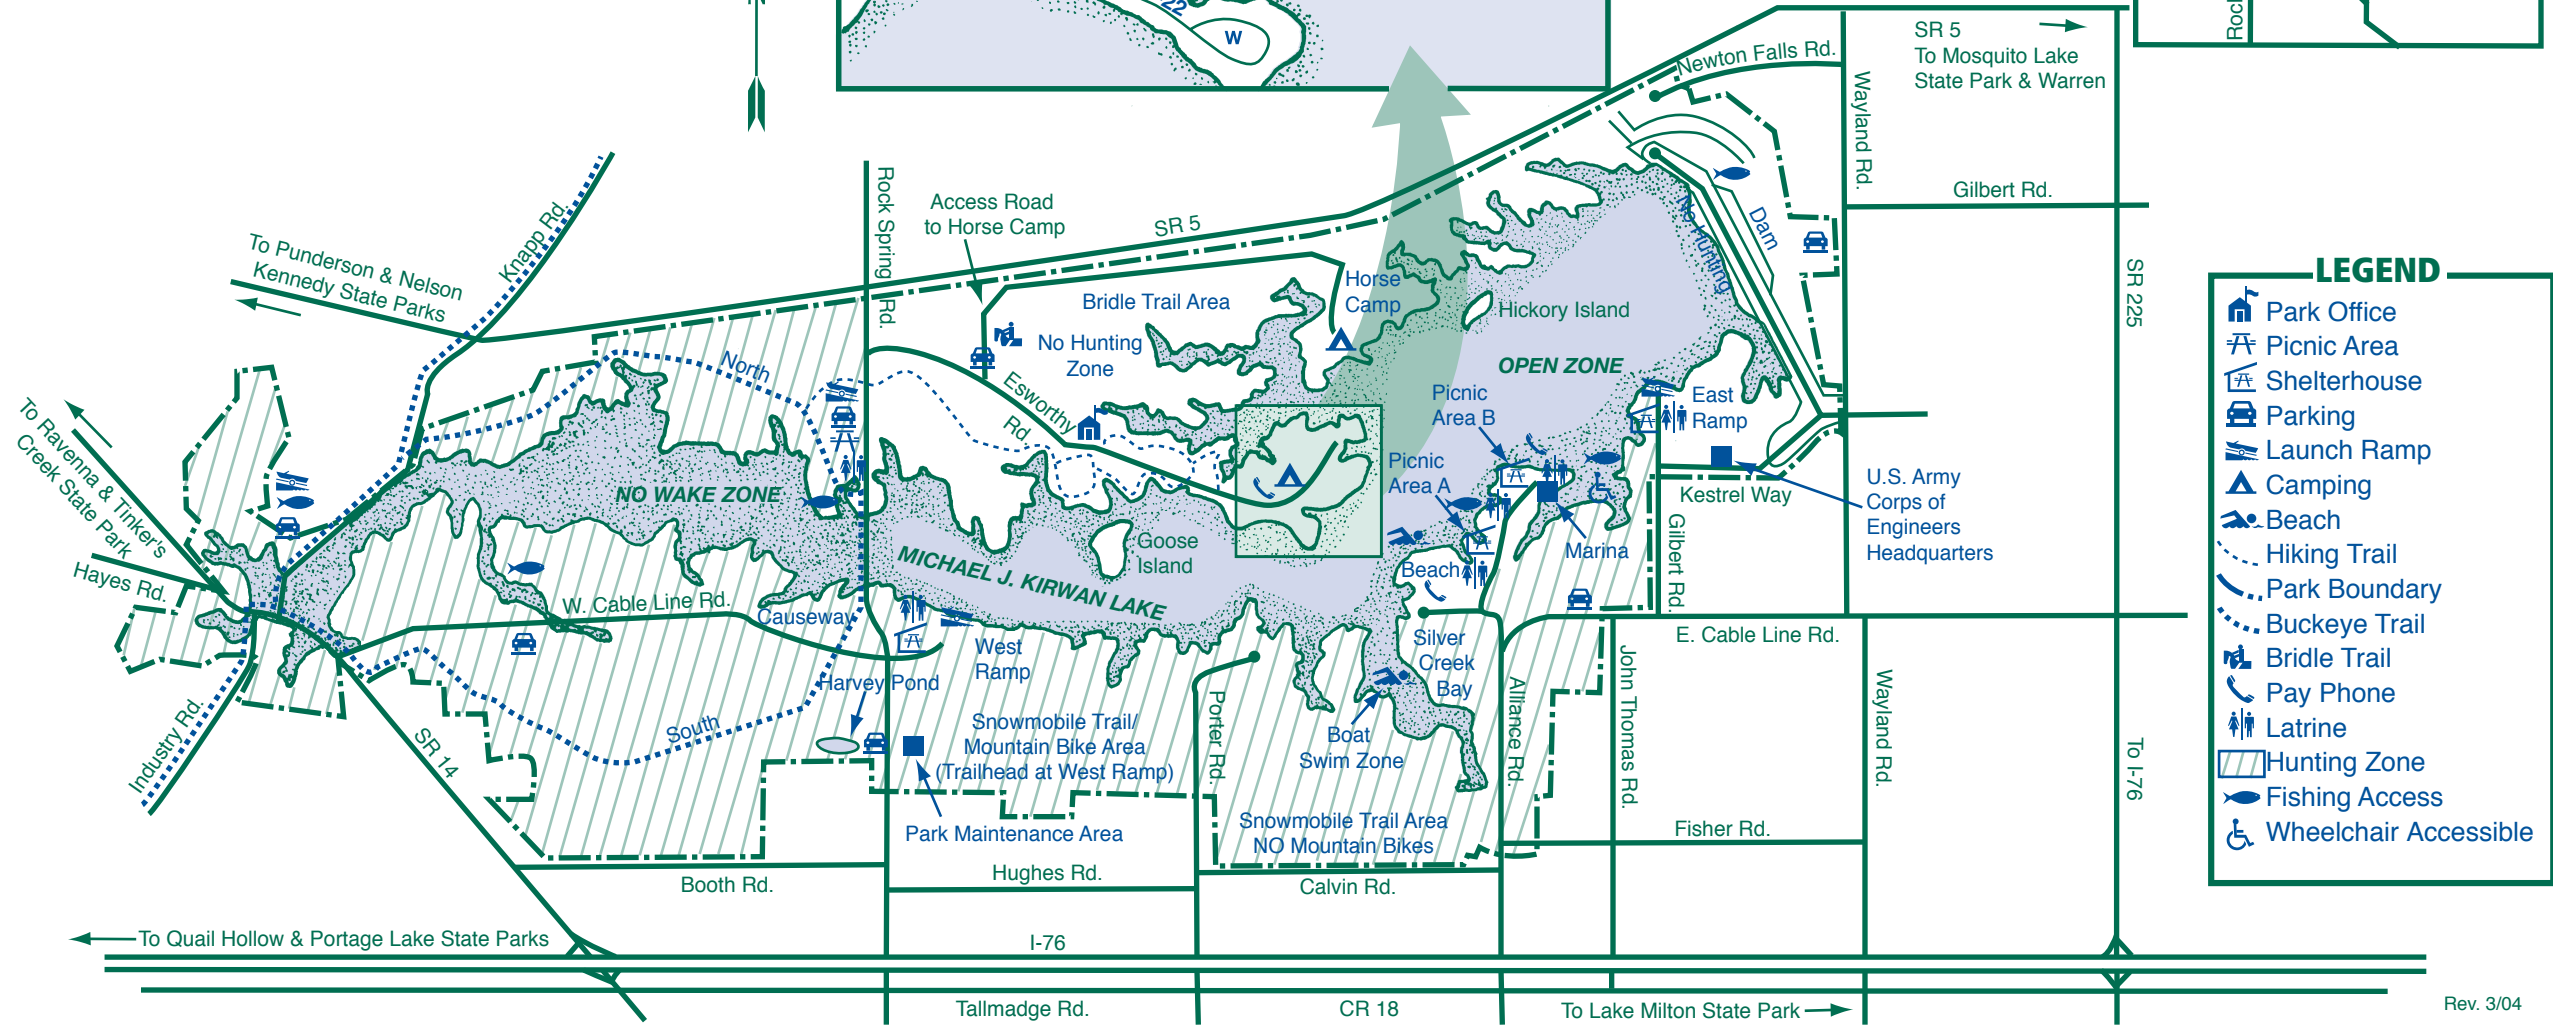 N
22
W
Newton Falls Rd.
SR 5
To Mosquito Lake
State Park & Warren
Wayland Rd.
Gilbert Rd.
SR 225
Dam
No Hunting
Knapp Rd.
To Punderson & Nelson
Kennedy State Parks
Rock Spring Rd.
Access Road
to Horse Camp
SR 5
Bridle Trail Area
No Hunting
Zone
Horse
Camp
Hickory Island
OPEN ZONE
North
Esworthy
Rd.
Picnic
Area B
Picnic
Area A
East
Ramp
To Ravenna & Tinker's
Creek State Park
Hayes Rd.
NO WAKE ZONE
MICHAEL J. KIRWAN LAKE
Goose
Island
Marina
Beach
Kestrel Way
Gilbert Rd.
U.S. Army
Corps of
Engineers
Headquarters
W. Cable Line Rd.
Causeway
West
Ramp
Harvey Pond
South
Silver
Creek
Bay
E. Cable Line Rd.
Industry Rd.
SR 14
Snowmobile Trail/
Mountain Bike Area
(Trailhead at West Ramp)
Porter Rd.
Boat
Swim Zone
Alliance Rd.
John Thomas Rd.
Wayland Rd.
To I-76
Park Maintenance Area
Snowmobile Trail Area
NO Mountain Bikes
Fisher Rd.
Booth Rd.
Hughes Rd.
Calvin Rd.
To Quail Hollow & Portage Lake State Parks
I-76
Tallmadge Rd.
CR 18
To Lake Milton State Park
LEGEND
Park Office
Picnic Area
Shelterhouse
Parking
Launch Ramp
Camping
Beach
Hiking Trail
Park Boundary
Buckeye Trail
Bridle Trail
Pay Phone
Latrine
Hunting Zone
Fishing Access
Wheelchair Accessible
Rev. 3/04